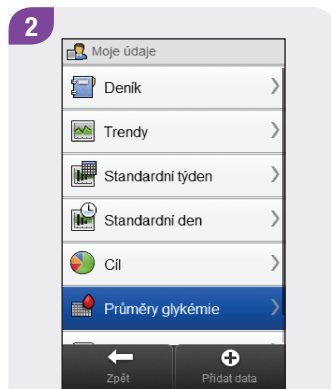 2
Moje údaje
Deník
Trendy
Standardní týden
Standardní den
Cíl
Průměry glykémie
Zpět
Přidat data